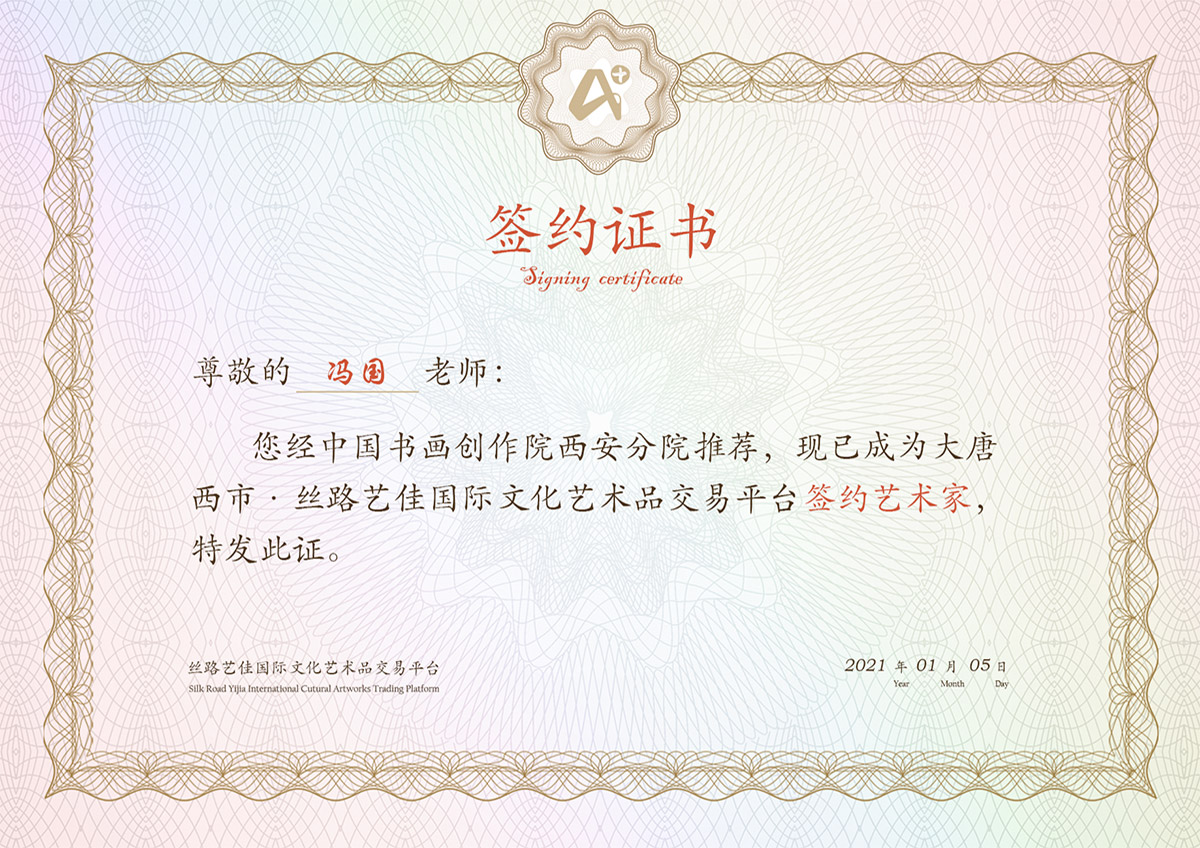 A+
签约证书
Signing certificate
尊敬的 冯国 老师：
您经中国书画创作院西安分院推荐，现已成为大唐
西市·丝路艺佳国际文化艺术品交易平台签约艺术家，
特发此证。
丝路艺佳国际文化艺术品交易平台
Silk Road Yijia International Cutural Artworks Trading Platform
2021 年 01 月 05 日
Year Month Day